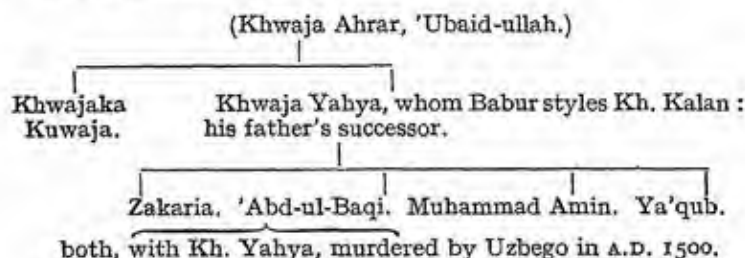 (Khwaja Ahrar, 'Ubaid-ullah.)
Khwajaka Khwaja Yahya, whom Babur styles Kh. Kalan :
Kuwaja. his father's successor.
Zakaria. 'Abd-ul-Baqi. Muhammad Amin. Ya'qub.
both, with Kh. Yahya, murdered by Uzbego in A.D. 1500.